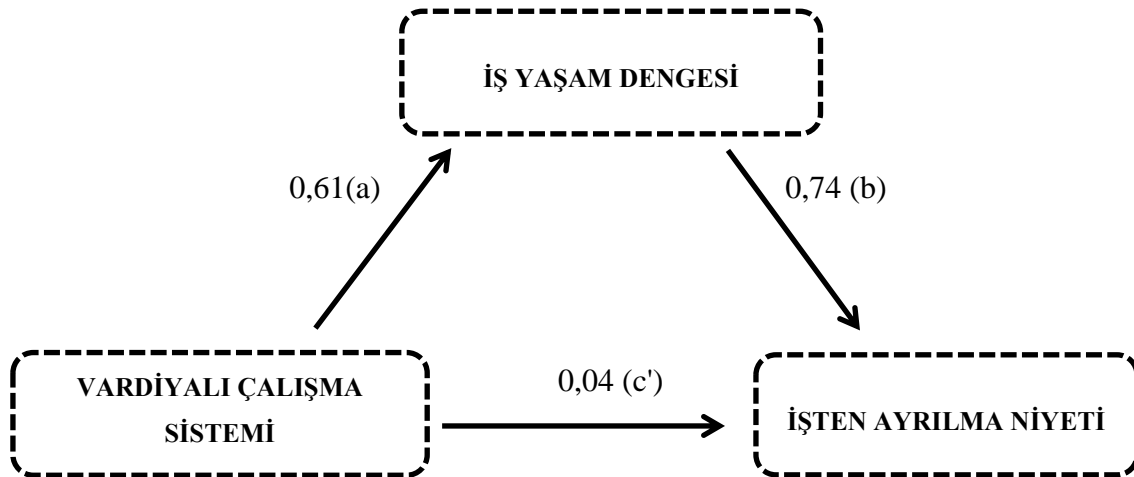 İŞ YAŞAM DENGESİ
0,61(a)
0,74 (b)
VARDİYALI ÇALIŞMA
SİSTEMİ
0,04 (c')
İŞTEN AYRILMA NİYETİ